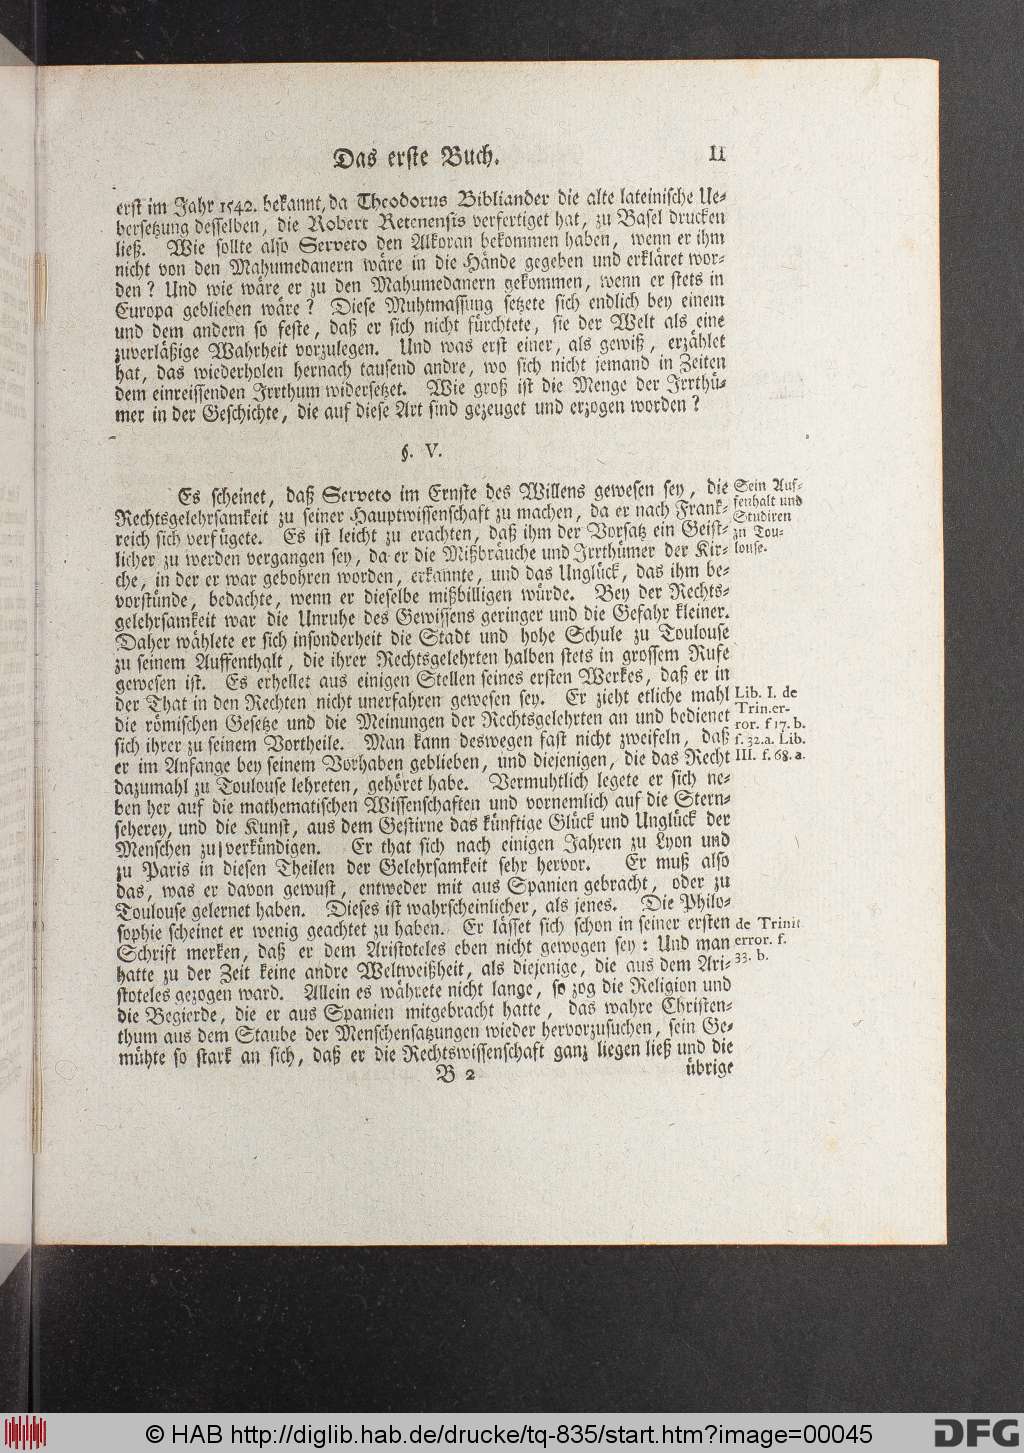 Das erste Buch. 11
erst im Jahr 1542. bekannt, da Theodorus Bibliander die alte lateinische Ue-
bersetzung desselben, die Robert Retenensis verfertiget hat, zu Basel drucken
ließ. Wie sollte also Serveto den Alkoran bekommen haben, wenn er ihm
nicht von den Mahumedanern wäre in die Hände gegeben und erkläret wor-
den? Und wie wäre er zu den Mahumedanern gekommen, wenn er stets in
Europa geblieben wäre? Diese Muhtmassung setzete sich endlich bey einem
und dem andern so feste, daß er sich nicht fürchtete, sie der Welt als eine
zuverläßige Wahrheit vorzulegen. Und was erst einer, als gewiß, erzählet
hat, das wiederholen hernach tausend andre, wo sich nicht jemand in Zeiten
dem einreissenden Irrthum widersetzet. Wie groß ist die Menge der Irrthü-
mer in der Geschichte, die auf diese Art sind gezeuget und erzogen worden?
§. V.
Es scheinet, daß Serveto im Ernste des Willens gewesen sey, die
Rechtsgelehrsamkeit zu seiner Hauptwissenschaft zu machen, da er nach Frank-
reich sich verfügete. Es ist leicht zu erachten, daß ihm der Vorsatz ein Geist-
licher zu werden vergangen sey, da er die Mißbräuche und Irrthümer der Kir-
che, in der er war gebohren worden, erkannte, und das Unglück, das ihm be-
vorstünde, bedachte, wenn er dieselbe mißbilligen würde. Bey der Rechts-
gelehrsamkeit war die Unruhe des Gewissens geringer und die Gefahr kleiner.
Daher wählete er sich insonderheit die Stadt und hohe Schule zu Toulouse
zu seinem Auffenthalt, die ihrer Rechtsgelehrten halben stets in grossem Rufe
gewesen ist. Es erhellet aus einigen Stellen seines ersten Werkes, daß er in
der That in den Rechten nicht unerfahren gewesen sey. Er zieht etliche mahl
die römischen Gesetze und die Meinungen der Rechtsgelehrten an und bedienet
sich ihrer zu seinem Vortheile. Man kann deswegen fast nicht zweifeln, daß
er im Anfange bey seinem Vorhaben geblieben, und diejenigen, die das Recht
dazumahl zu Toulouse lehreten, gehöret habe. Vermuhtlich legete er sich ne-
ben her auf die mathematischen Wissenschaften und vornemlich auf die Stern-
seherey, und die Kunst, aus dem Gestirne das künftige Glück und Unglück der
Menschen zu verkündigen. Er that sich nach einigen Jahren zu Lyon und
zu Paris in diesen Theilen der Gelehrsamkeit sehr hervor. Er muß also
das, was er davon gewust, entweder mit aus Spanien gebracht, oder zu
Toulouse gelernet haben. Dieses ist wahrscheinlicher, als jenes. Die Philo-
sophie scheinet er wenig geachtet zu haben. Er lässet sich schon in seiner ersten
Schrift merken, daß er dem Aristoteles eben nicht gewogen sey: Und man
hatte zu der Zeit keine andre Weltweißheit, als diejenige, die aus dem Ari-
stoteles gezogen ward. Allein es währete nicht lange, so zog die Religion und
die Begierde, die er aus Spanien mitgebracht hatte, das wahre Christen-
thum aus dem Staube der Menschensatzungen wieder hervorzusuchen, sein Ge-
mühte so stark an sich, daß er die Rechtswissenschaft ganz liegen ließ und die
B 2 übrige
Sein Auf-
fenhalt und
Studiren
zu Tou-
louse.
Lib. I. de
Trin. er-
ror. f 17. b.
f. 32. a. Lib.
III. f. 68. a.
de Trinit
error. f.
33. b.
© HAB http://diglib.hab.de/drucke/tq-835/start.htm?image=00045
DFG